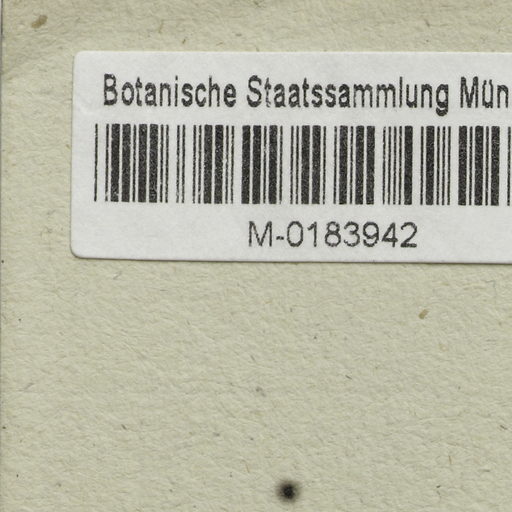 Botanische Staatssammlung Mün
M-0183942